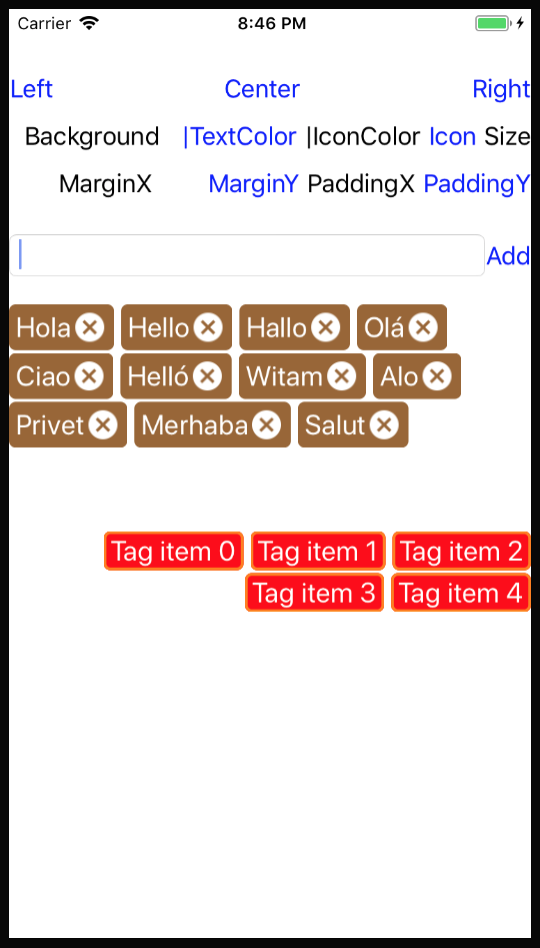 Carrier 8:46 PM
Left Center Right
Background |TextColor |IconColor Icon Size
MarginX MarginY PaddingX PaddingY
Add
Hola Hello Hallo Olá
Ciao Helló Witam Alo
Privet Merhaba Salut
Tag item 0 Tag item 1 Tag item 2
Tag item 3 Tag item 4